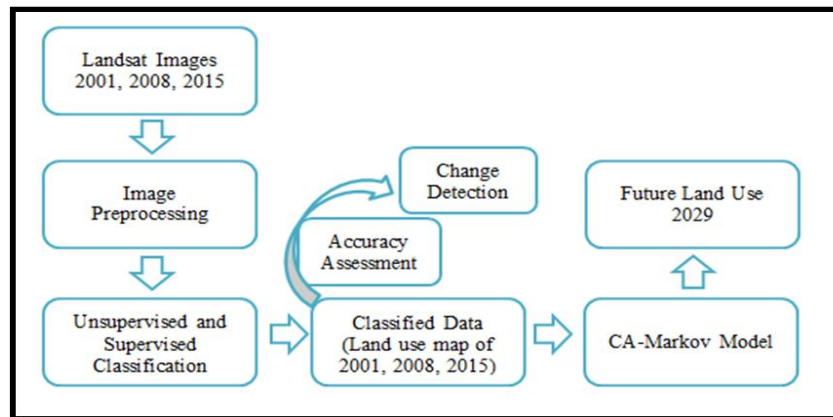 Landsat Images
2001, 2008, 2015
Image
Preprocessing
Unsupervised and
Supervised
Classification
Classified Data
(Land use map of
2001, 2008, 2015)
Accuracy
Assessment
Change
Detection
CA-Markov Model
Future Land Use
2029